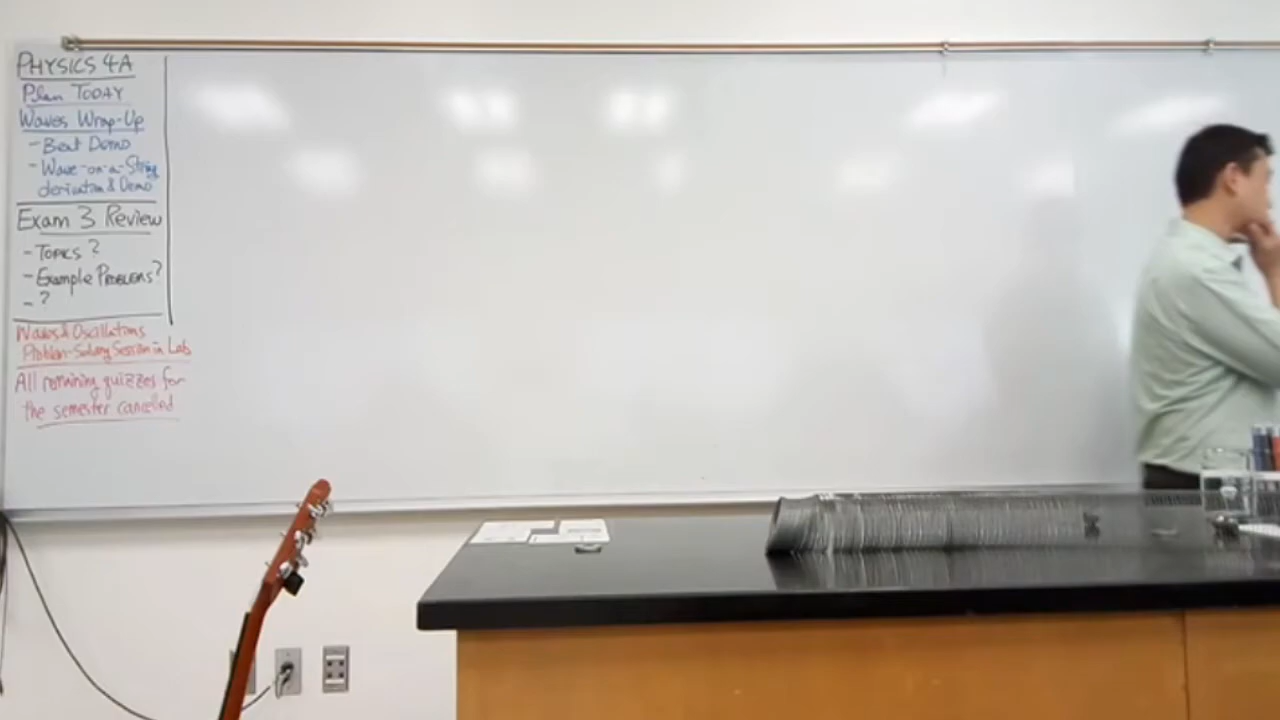 PHYSICS 4A
Plan TODAY
Waves Wrap-Up
- Beat Demo
- Wave-on-a-String
derivation & Demo
Exam 3 Review
- TOPICS ?
- Example PROBLEMS?
- ?
Waves & Oscillations
Problem-Solving Session in Lab
All remaining quizzes for
the semester cancelled